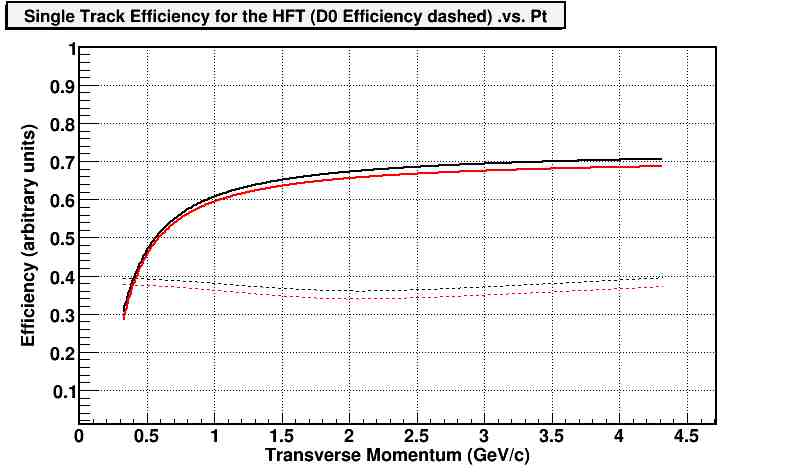 Single Track Efficiency for the HFT (D0 Efficiency dashed) .vs. Pt
Efficiency (arbitrary units)
1
0.9
0.8
0.7
0.6
0.5
0.4
0.3
0.2
0.1
0 0.5 1 1.5 2 2.5 3 3.5 4 4.5
Transverse Momentum (GeV/c)